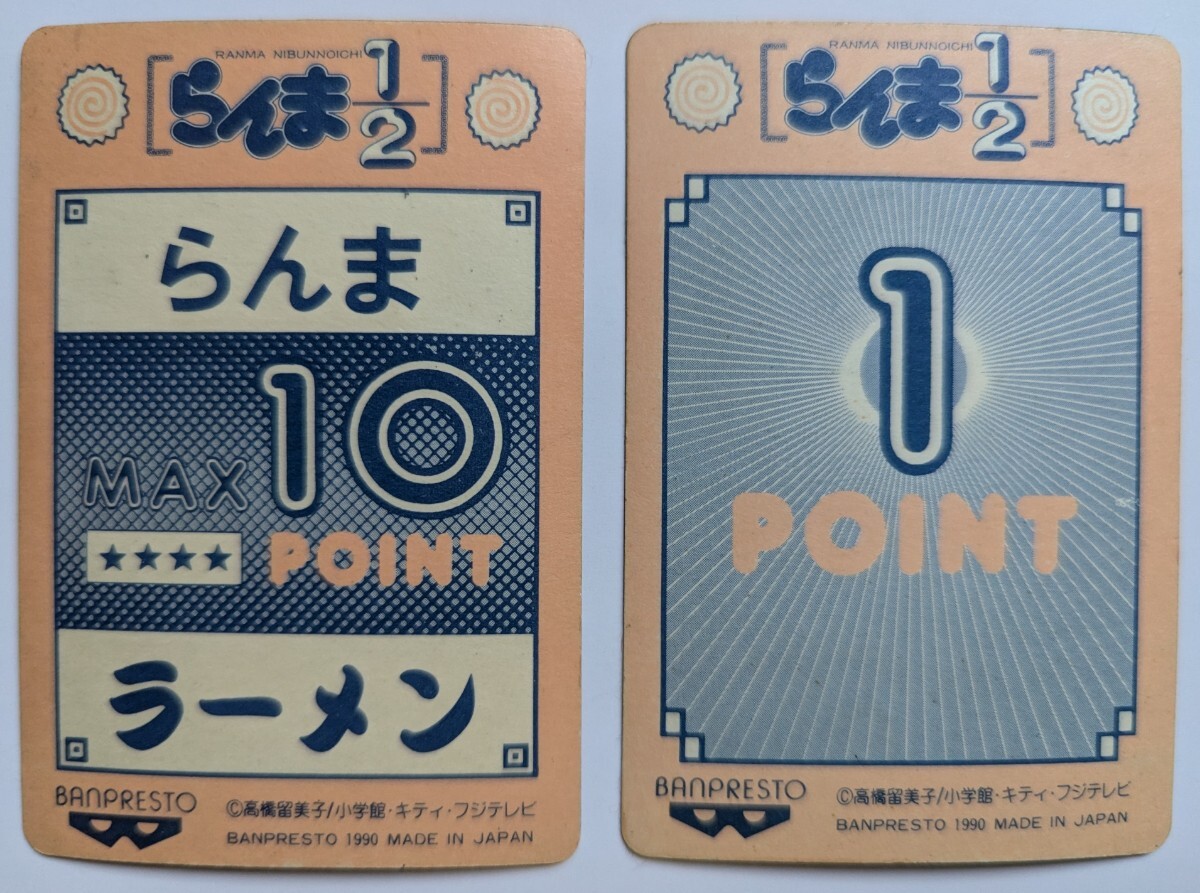 RANMA NIBUNNOICHI
らんま1/2
らんま
MAX 10
★★★★ POINT
ラーメン
BANPRESTO
©高橋留美子/小学館・キティ・フジテレビ
BANPRESTO 1990 MADE IN JAPAN
RANMA NIBUNNOICHI
らんま1/2
1
POINT
BANPRESTO
©高橋留美子/小学館・キティ・フジテレビ
BANPRESTO 1990 MADE IN JAPAN